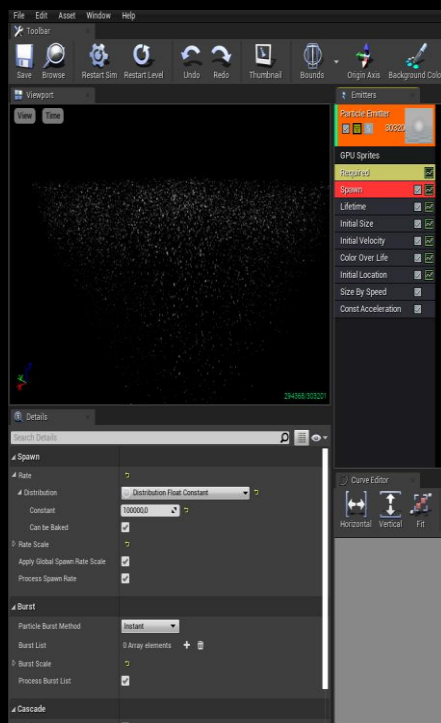 File Edit Asset Window Help
Toolbar
Save Browse Restart Sim Restart Level Undo Redo Thumbnail Bounds Origin Axis Background Colo
Viewport
Emitters
View Time
Particle Emitter
30320
GPU Sprites
Required
Spawn
Lifetime
Initial Size
Initial Velocity
Color Over Life
Initial Location
Size By Speed
Const Acceleration
294368/303201
Details
Search Details
Spawn
Rate
Distribution
Distribution Float Constant
Constant
100000,0
Can be Baked
Rate Scale
Apply Global Spawn Rate Scale
Process Spawn Rate
Burst
Particle Burst Method
Instant
Burst List
0 Array elements
Burst Scale
Process Burst List
Cascade
Curve Editor
Horizontal Vertical Fit